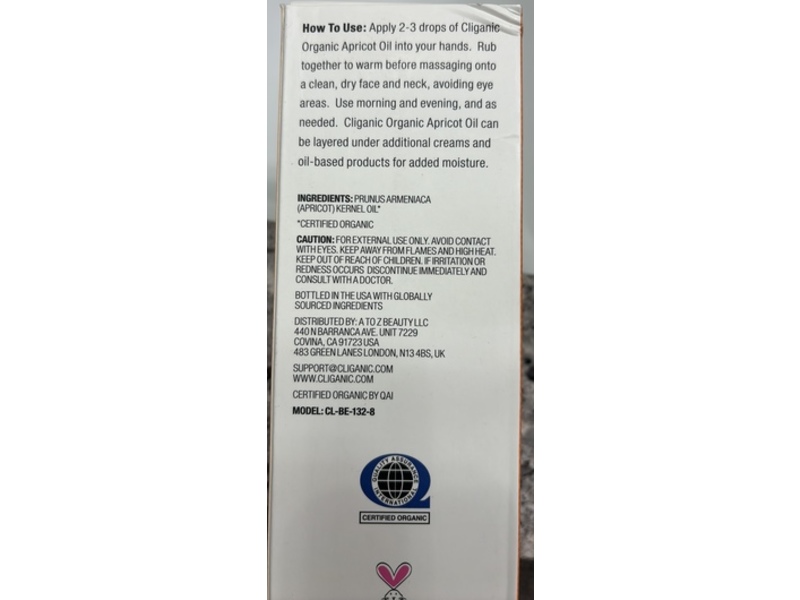 How To Use: Apply 2-3 drops of Cliganic
Organic Apricot Oil into your hands. Rub
together to warm before massaging onto
a clean, dry face and neck, avoiding eye
areas. Use morning and evening, and as
needed. Cliganic Organic Apricot Oil can
be layered under additional creams and
oil-based products for added moisture.
INGREDIENTS: PRUNUS ARMENIACA
(APRICOT) KERNEL OIL*
*CERTIFIED ORGANIC
CAUTION: FOR EXTERNAL USE ONLY. AVOID CONTACT
WITH EYES. KEEP AWAY FROM FLAMES AND HIGH HEAT.
KEEP OUT OF REACH OF CHILDREN. IF IRRITATION OR
REDNESS OCCURS DISCONTINUE IMMEDIATELY AND
CONSULT WITH A DOCTOR.
BOTTLED IN THE USA WITH GLOBALLY
SOURCED INGREDIENTS
DISTRIBUTED BY: A TO Z BEAUTY LLC
440 N BARRANCA AVE. UNIT 7229
COVINA, CA 91723 USA
483 GREEN LANES LONDON, N13 4BS, UK
SUPPORT@CLIGANIC.COM
WWW.CLIGANIC.COM
CERTIFIED ORGANIC BY QAI
MODEL: CL-BE-132-8
QUALITY ASSURANCE
INTERNATIONAL
CERTIFIED ORGANIC